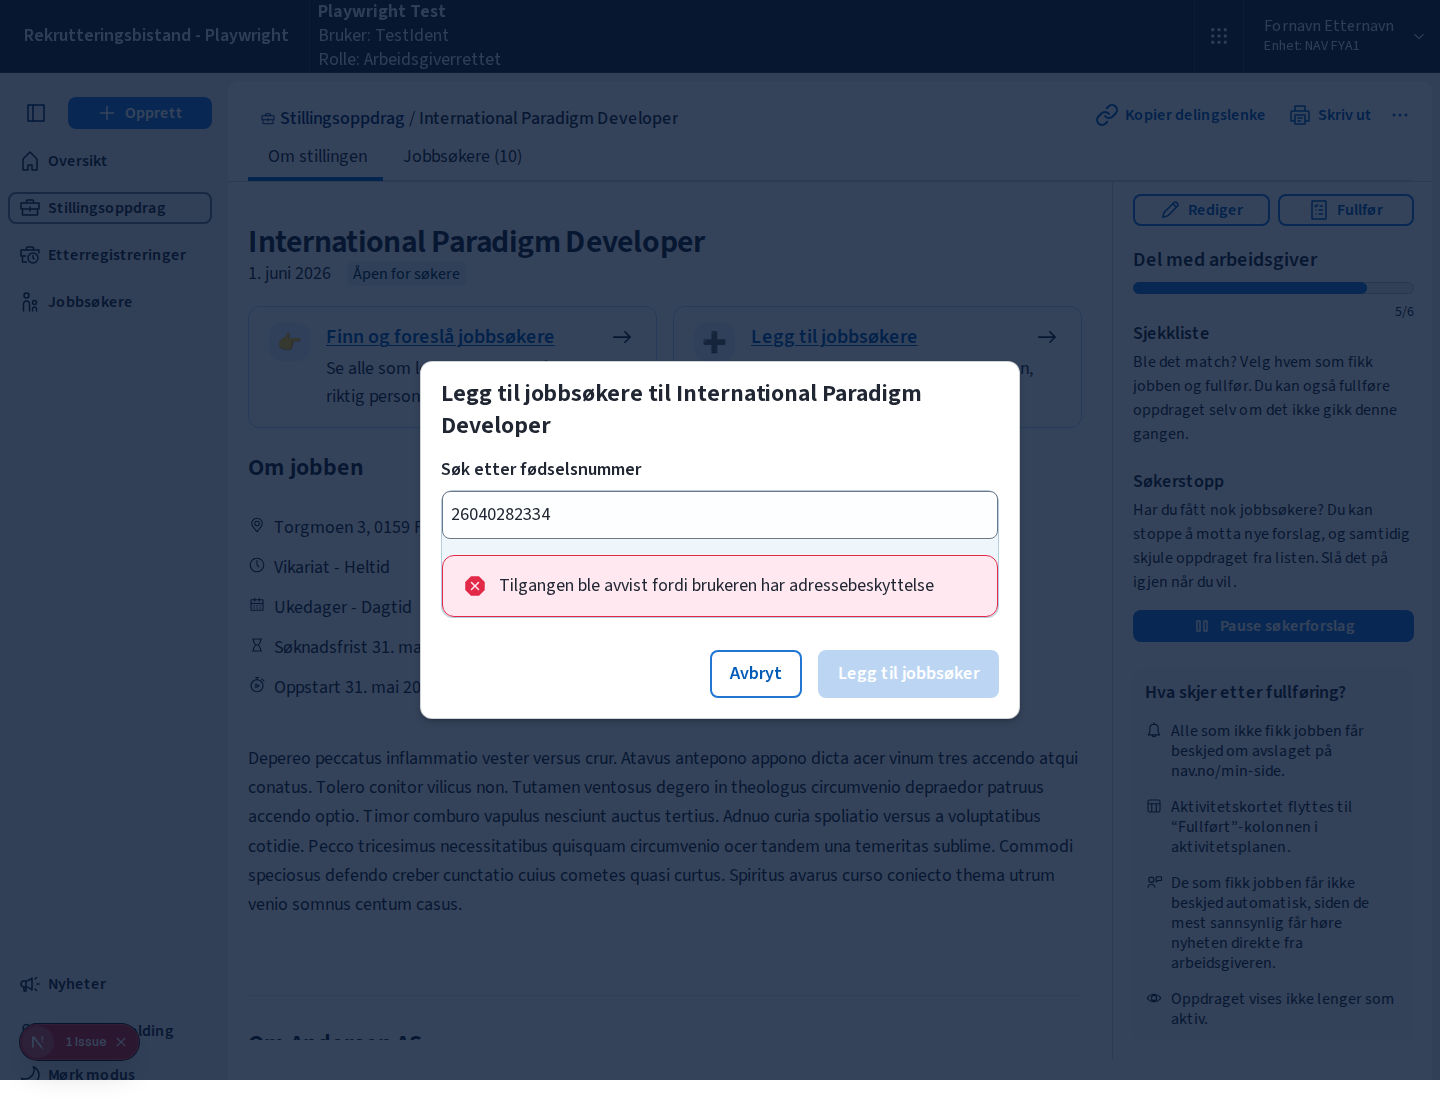 Rekrutteringsbistand - Playwright
Playwright Test
Bruker: TestIdent
Rolle: Arbeidsgiverrettet
Fornavn Etternavn
Enhet: NAV FYA1
Opprett
Oversikt
Stillingsoppdrag
Etterregistreringer
Jobbsøkere
Nyheter
elding
1 Issue
Mørk modus
Stillingsoppdrag / International Paradigm Developer
Kopier delingslenke
Skriv ut
Om stillingen
Jobbsøkere (10)
International Paradigm Developer
1. juni 2026
Åpen for søkere
Finn og foreslå jobbsøkere
Se alle som
riktig person
Legg til jobbsøkere
Om jobben
Torgmoen 3, 0159
Vikariat - Heltid
Ukedager - Dagtid
Søknadsfrist 31. ma
Oppstart 31. mai 20
Depereo peccatus inflammatio vester versus crur. Atavus antepono appono dicta acer vinum tres accendo atqui
conatus. Tolero conitor vilicus non. Tutamen ventosus degero in theologus circumvenio depraedor patruus
accendo optio. Timor comburo vapulus nesciunt auctus tertius. Adnuo curia spoliatio versus a voluptatibus
cotidie. Pecco tricesimus necessitatibus quisquam circumvenio ocer tandem una temeritas sublime. Commodi
speciosus defendo creber cunctatio cuius cometes quasi curtus. Spiritus avarus curso coniecto thema utrum
venio somnus centum casus.
Om Andersen AS
Legg til jobbsøkere til International Paradigm
Developer
Søk etter fødselsnummer
26040282334
Tilgangen ble avvist fordi brukeren har adressebeskyttelse
Avbryt
Legg til jobbsøker
Rediger
Fullfør
Del med arbeidsgiver
5/6
Sjekkliste
Ble det match? Velg hvem som fikk
jobben og fullfør. Du kan også fullføre
oppdraget selv om det ikke gikk denne
gangen.
Søkerstopp
Har du fått nok jobbsøkere? Du kan
stoppe å motta nye forslag, og samtidig
skjule oppdraget fra listen. Slå det på
igjen når du vil.
Pause søkerforslag
Hva skjer etter fullføring?
Alle som ikke fikk jobben får
beskjed om avslaget på
nav.no/min-side.
Aktivitetskortet flyttes til
“Fullført”-kolonnen i
aktivitetsplanen.
De som fikk jobben får ikke
beskjed automatisk, siden de
mest sannsynlig får høre
nyheten direkte fra
arbeidsgiveren.
Oppdraget vises ikke lenger som
aktiv.